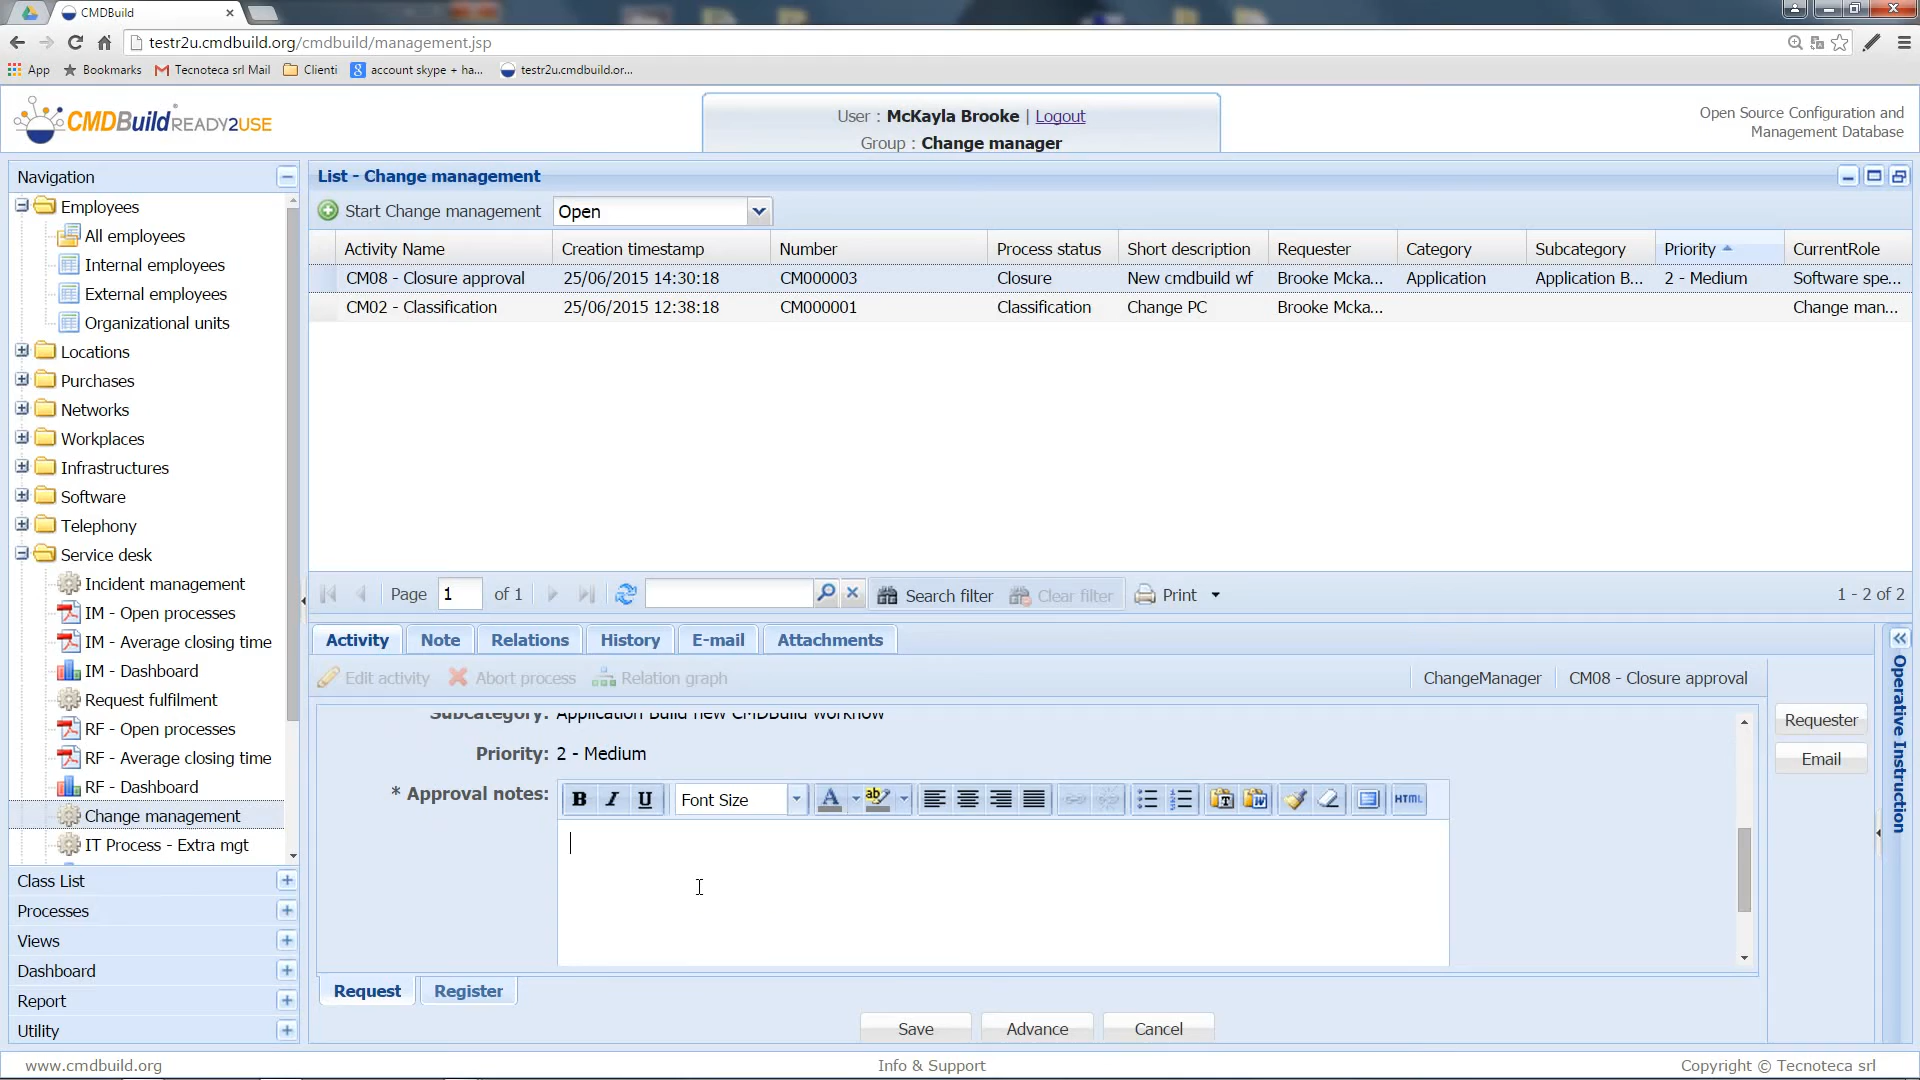 CMDBuild
testr2u.cmdbuild.org/cmdbuild/management.jsp
App Bookmarks Tecnoteca srl Mail Clienti account skype + ha... testr2u.cmdbuild.or...
CMDBuild READY2USE
User : McKayla Brooke | Logout
Group : Change manager
Open Source Configuration and
Management Database
Navigation
Employees
All employees
Internal employees
External employees
Organizational units
Locations
Purchases
Networks
Workplaces
Infrastructures
Software
Telephony
Service desk
Incident management
IM - Open processes
IM - Average closing time
IM - Dashboard
Request fulfilment
RF - Open processes
RF - Average closing time
RF - Dashboard
Change management
IT Process - Extra mgt
Class List
Processes
Views
Dashboard
Report
Utility
List - Change management
Start Change management Open
Activity Name Creation timestamp Number Process status Short description Requester Category Subcategory Priority CurrentRole
CM08 - Closure approval 25/06/2015 14:30:18 CM000003 Closure New cmdbuild wf Brooke Mcka... Application Application B... 2 - Medium Software spe...
CM02 - Classification 25/06/2015 12:38:18 CM000001 Classification Change PC Brooke Mcka... Change man...
Page 1 of 1 Search filter Clear filter Print 1 - 2 of 2
Activity Note Relations History E-mail Attachments
Edit activity Abort process Relation graph ChangeManager CM08 - Closure approval
Subcategory: Application Build new CMDBuild workflow
Priority: 2 - Medium
* Approval notes: B I U Font Size A ab HTML
Requester
Email
Operative Instruction
Request Register
Save Advance Cancel
www.cmdbuild.org Info & Support Copyright © Tecnoteca srl